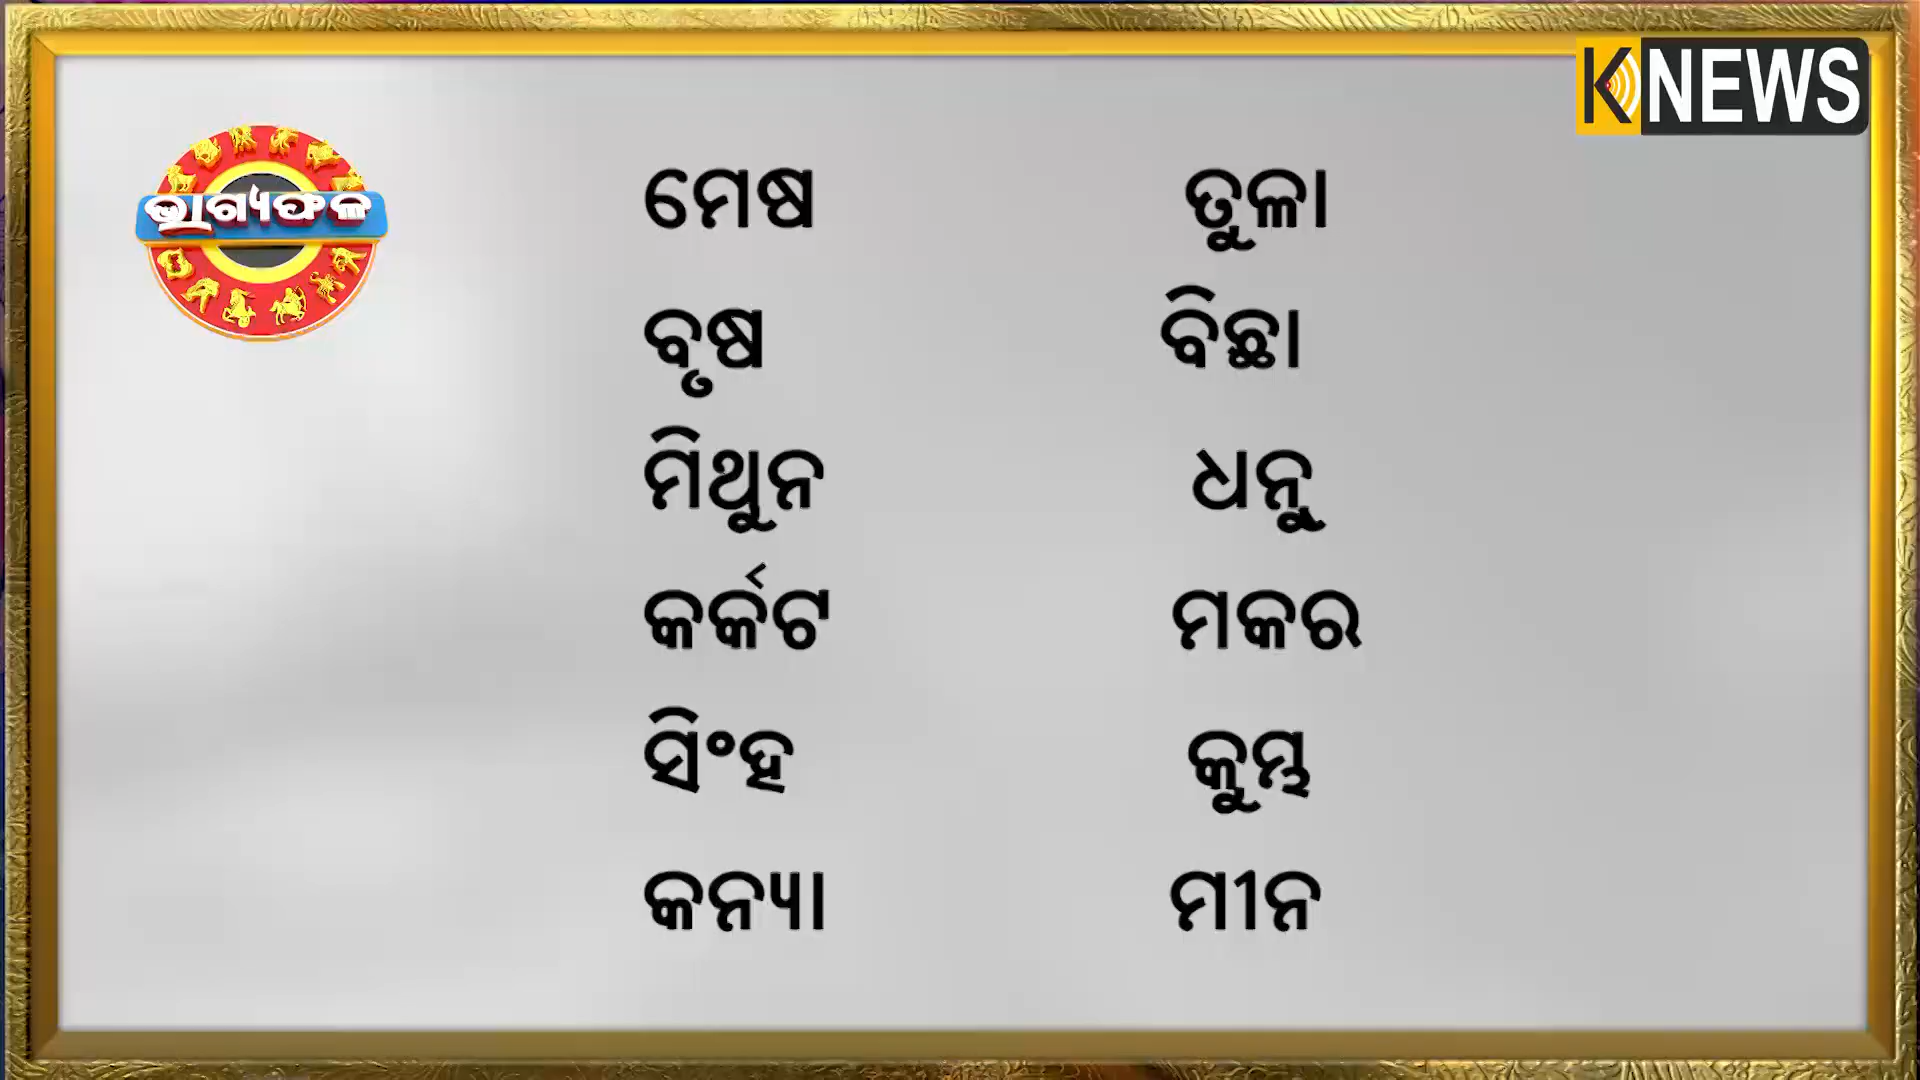 KNEWS
ଭାଗ୍ୟଫଳ
ମେଷ ତୁଳା
ବୃଷ ବିଛା
ମିଥୁନ ଧନୁ
କର୍କଟ ମକର
ସିଂହ କୁମ୍ଭ
କନ୍ୟା ମୀନ